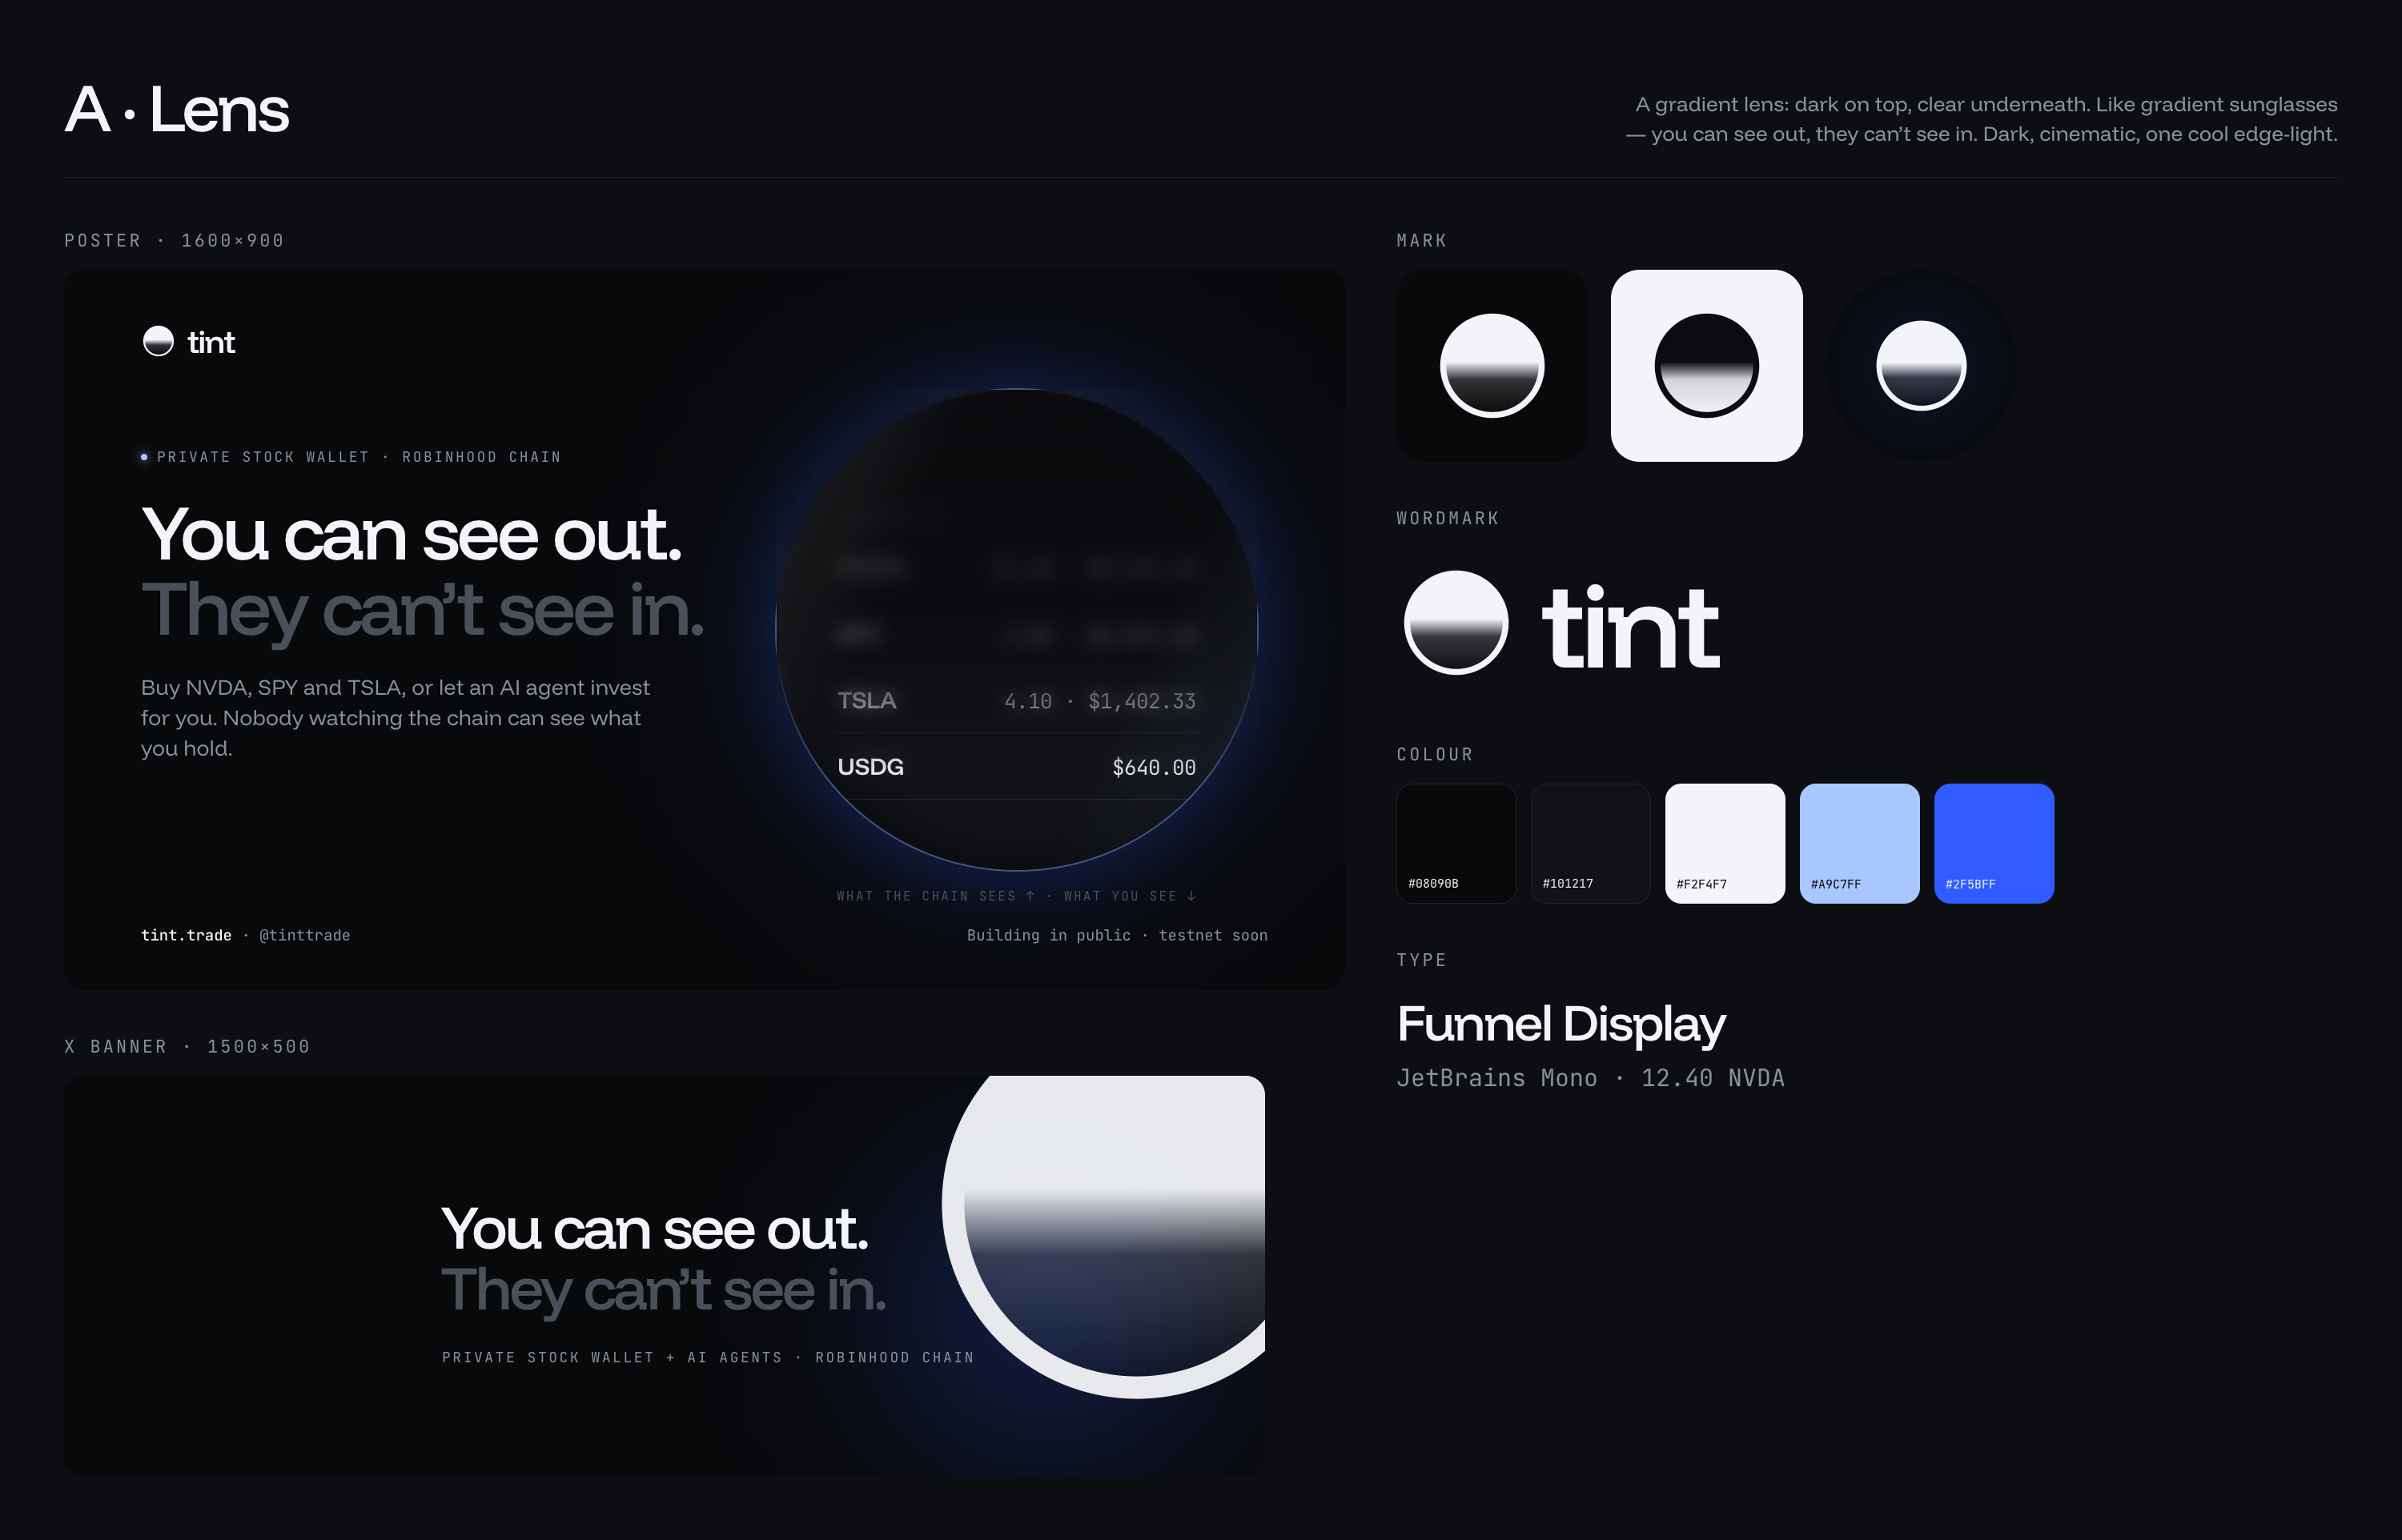 A · Lens
A gradient lens: dark on top, clear underneath. Like gradient sunglasses
— you can see out, they can’t see in. Dark, cinematic, one cool edge-light.
POSTER · 1600×900
tint
PRIVATE STOCK WALLET · ROBINHOOD CHAIN
You can see out.
They can’t see in.
Buy NVDA, SPY and TSLA, or let an AI agent invest
for you. Nobody watching the chain can see what
you hold.
SPY
TSLA 4.10 · $1,402.33
USDG $640.00
WHAT THE CHAIN SEES ↑ · WHAT YOU SEE ↓
tint.trade · @tinttrade
Building in public · testnet soon
X BANNER · 1500×500
You can see out.
They can’t see in.
PRIVATE STOCK WALLET + AI AGENTS · ROBINHOOD CHAIN
MARK
WORDMARK
tint
COLOUR
#08090B
#101217
#F2F4F7
#A9C7FF
#2F5BFF
TYPE
Funnel Display
JetBrains Mono · 12.40 NVDA